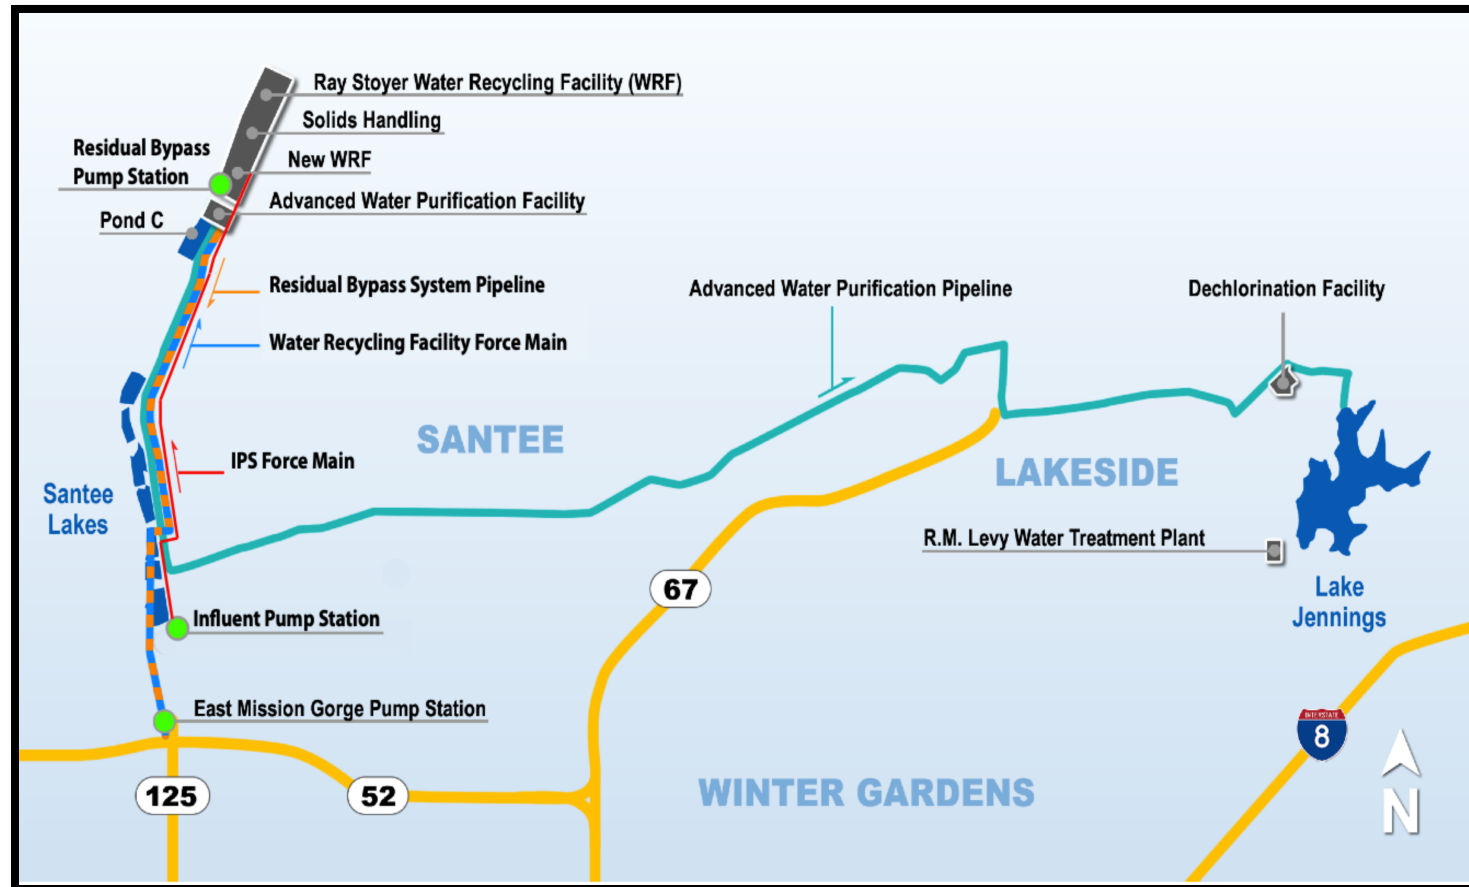 Ray Stoyer Water Recycling Facility (WRF)
Solids Handling
Residual Bypass
Pump Station
New WRF
Advanced Water Purification Facility
Pond C
Residual Bypass System Pipeline
Advanced Water Purification Pipeline
Dechlorination Facility
Water Recycling Facility Force Main
SANTEE
IPS Force Main
LAKESIDE
Santee
Lakes
R.M. Levy Water Treatment Plant
67
Lake
Jennings
Influent Pump Station
East Mission Gorge Pump Station
INTERSTATE
8
125
52
WINTER GARDENS
N